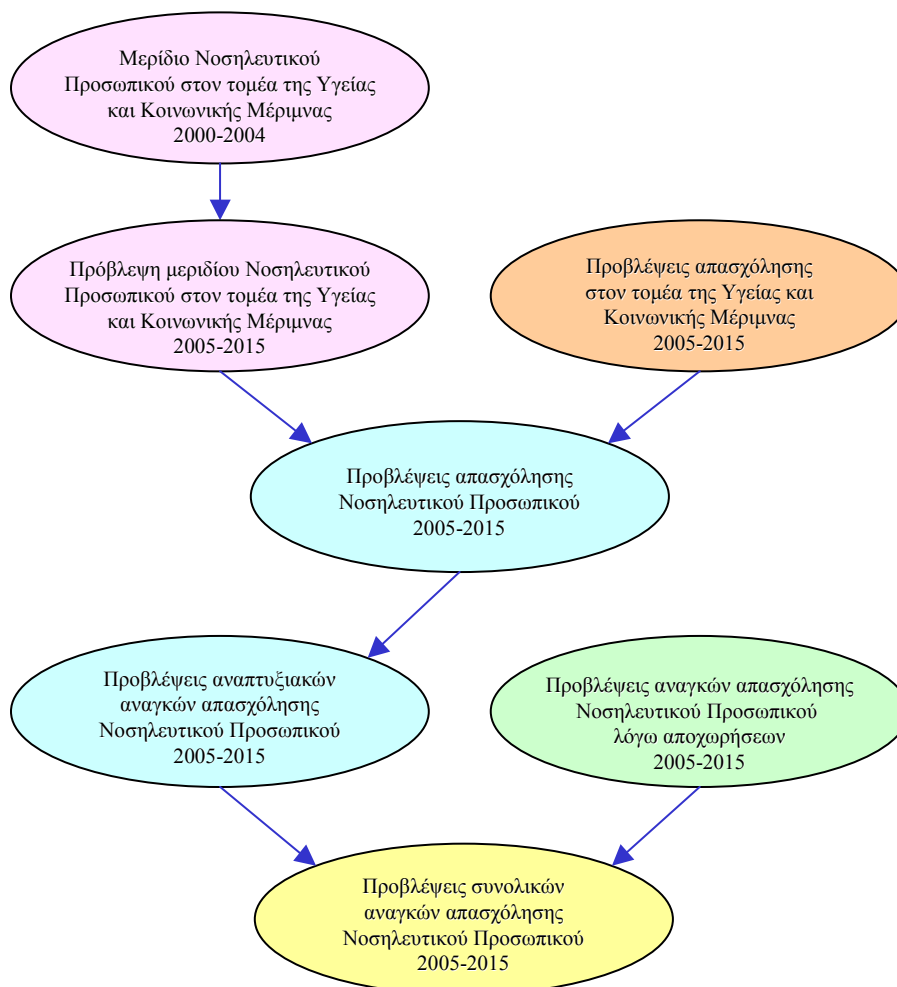 Μερίδιο Νοσηλευτικού
Προσωπικού στον τομέα της Υγείας
και Κοινωνικής Μέριμνας
2000-2004
Πρόβλεψη μεριδίου Νοσηλευτικού
Προσωπικού στον τομέα της Υγείας
και Κοινωνικής Μέριμνας
2005-2015
Προβλέψεις απασχόλησης
στον τομέα της Υγείας και
Κοινωνικής Μέριμνας
2005-2015
Προβλέψεις απασχόλησης
Νοσηλευτικού Προσωπικού
2005-2015
Προβλέψεις αναπτυξιακών
αναγκών απασχόλησης
Νοσηλευτικού Προσωπικού
2005-2015
Προβλέψεις αναγκών απασχόλησης
Νοσηλευτικού Προσωπικού
λόγω αποχωρήσεων
2005-2015
Προβλέψεις συνολικών
αναγκών απασχόλησης
Νοσηλευτικού Προσωπικού
2005-2015